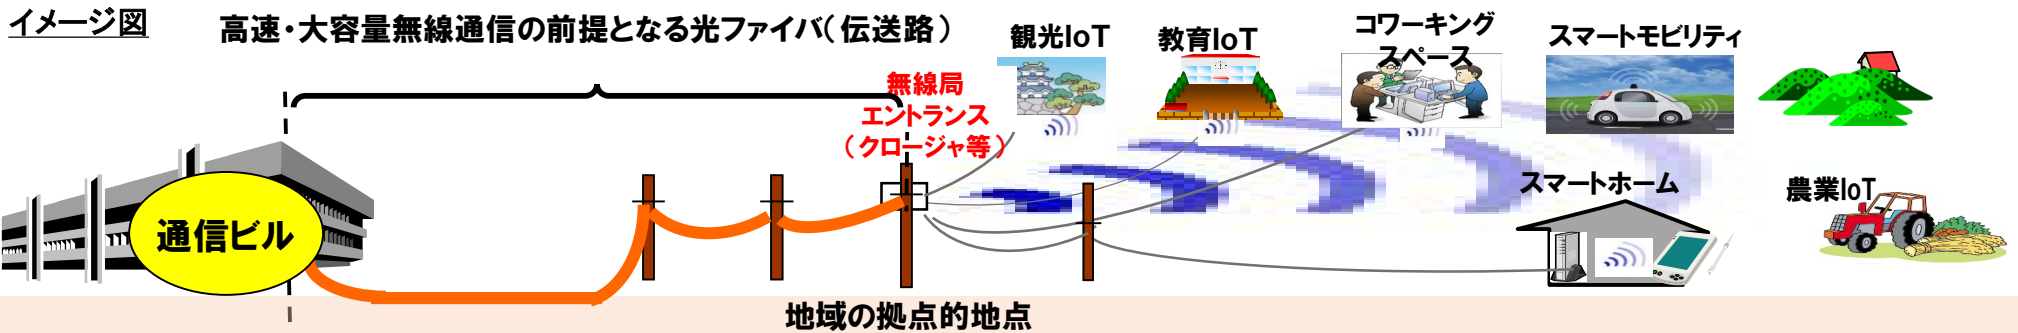 イメージ図
高速・大容量無線通信の前提となる光ファイバ（伝送路）
無線局
エントランス
（クロージャ等）
観光IoT
教育IoT
コワーキング
スペース
スマートモビリティ
通信ビル
スマートホーム
農業IoT
地域の拠点的地点